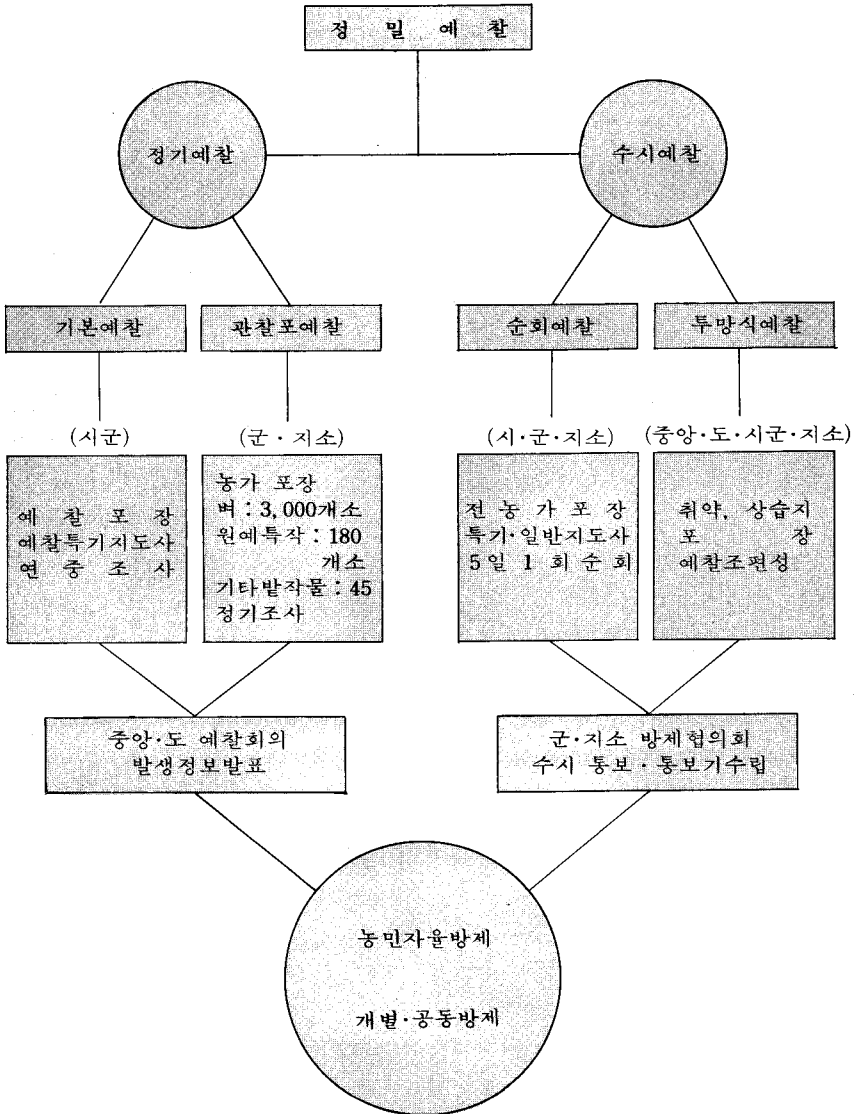 정 밀 예 찰
정기예찰
수시예찰
기본예찰
관찰포예찰
순회예찰
투망식예찰
(시군)
(군·지소)
(시·군·지소)
(중앙·도·시군·지소)
예 찰 포 장
예찰특기지도사
연 중 조 사
농가 포장
벼 : 3,000개소
원예특작 : 180
개소
기타밭작물 : 45
정기조사
전 농가포장
특기·일반지도사
5일 1 회 순회
취약, 상습지
포 장
예찰조편성
중앙·도 예찰회의
발생정보발표
군·지소 방제협의회
수시 통보·통보기수립
농민자율방제
개별·공동방제